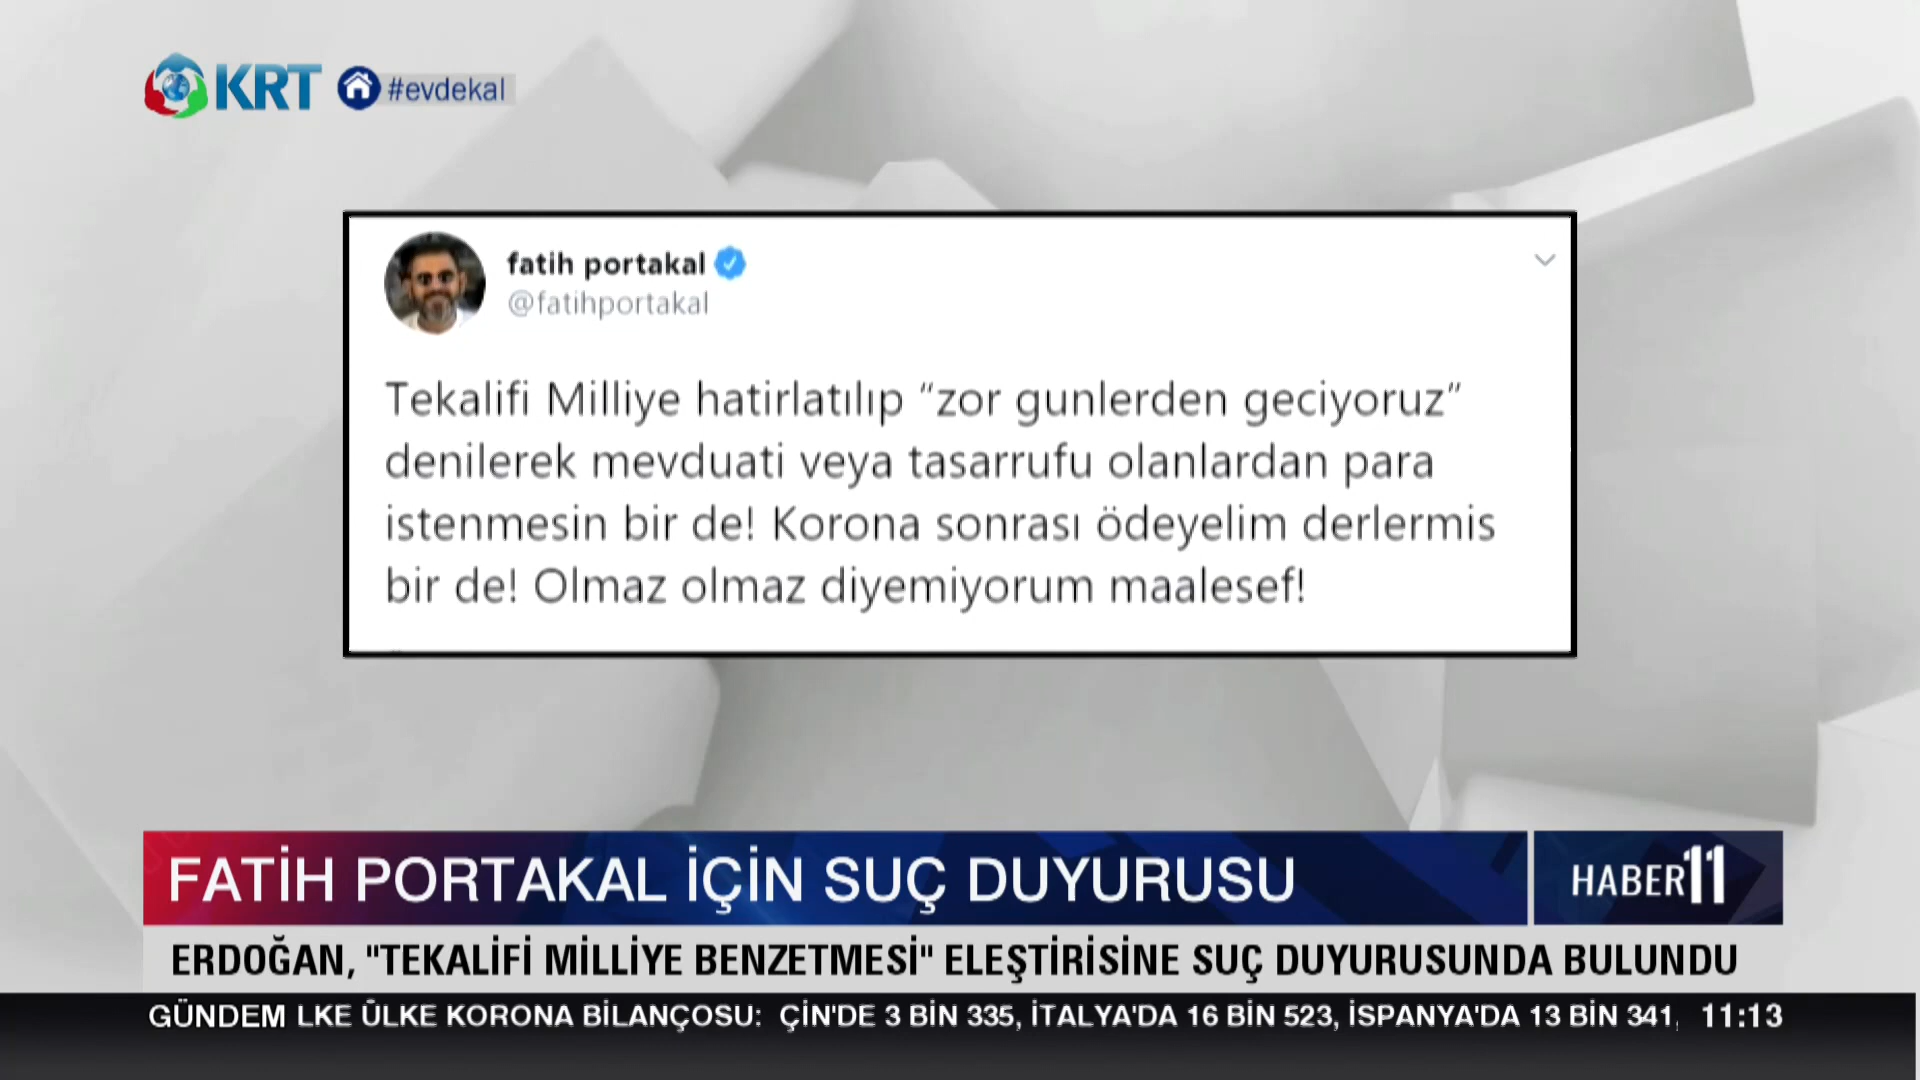 KRT #evdekal
fatih portakal
@fatihportakal
Tekalifi Milliye hatirlatılıp “zor gunlerden geciyoruz”
denilerek mevduati veya tasarrufu olanlardan para
istenmesin bir de! Korona sonrası ödeyelim derlermis
bir de! Olmaz olmaz diyemiyorum maalesef!
FATİH PORTAKAL İÇİN SUÇ DUYURUSU
HABER11
ERDOĞAN, "TEKALİFİ MİLLİYE BENZETMESİ" ELEŞTİRİSİNE SUÇ DUYURUSUNDA BULUNDU
GÜNDEM LKE ÜLKE KORONA BİLANÇOSU: ÇİN'DE 3 BİN 335, İTALYA'DA 16 BİN 523, İSPANYA'DA 13 BİN 341, 11:13